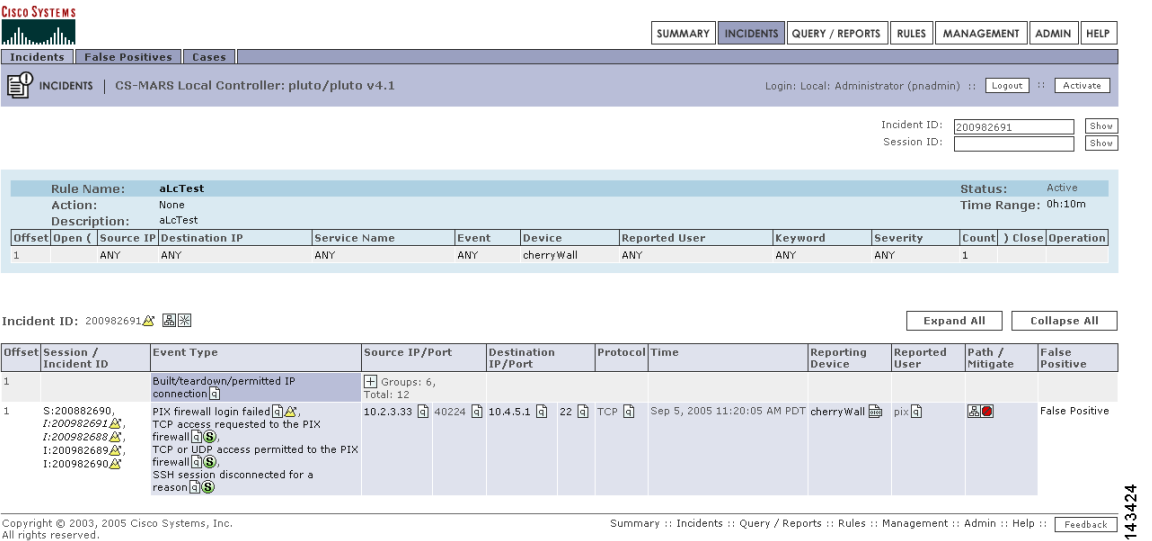 CISCO SYSTEMS
SUMMARY INCIDENTS QUERY / REPORTS RULES MANAGEMENT ADMIN HELP
Incidents False Positives Cases
INCIDENTS | CS-MARS Local Controller: pluto/pluto v4.1 Login: Local: Administrator (pnadmin) :: Logout :: Activate
Incident ID: 200982691 Show
Session ID: Show
Rule Name: aLcTest Status: Active
Action: None Time Range: 0h:10m
Description: aLcTest
Offset Open ( Source IP Destination IP Service Name Event Device Reported User Keyword Severity Count ) Close Operation
1 ANY ANY ANY ANY cherryWall ANY ANY ANY 1
Incident ID: 200982691 Expand All Collapse All
Offset Session / Event Type Source IP/Port Destination Protocol Time Reporting Reported Path / False
Incident ID IP/Port Device User Mitigate Positive
1 Built/teardown/permitted IP + Groups: 6,
connection q Total: 12
1 S:200882690, PIX firewall login failed q, 10.2.3.33 q 40224 q 10.4.5.1 q 22 q TCP q Sep 5, 2005 11:20:05 AM PDT cherryWall pix q False Positive
I:200982691, TCP access requested to the PIX
I:200982688, firewall q S,
I:200982689, TCP or UDP access permitted to the PIX
I:200982690 firewall q S,
SSH session disconnected for a
reason q S
Copyright © 2003, 2005 Cisco Systems, Inc. Summary :: Incidents :: Query / Reports :: Rules :: Management :: Admin :: Help :: Feedback
All rights reserved.
143424